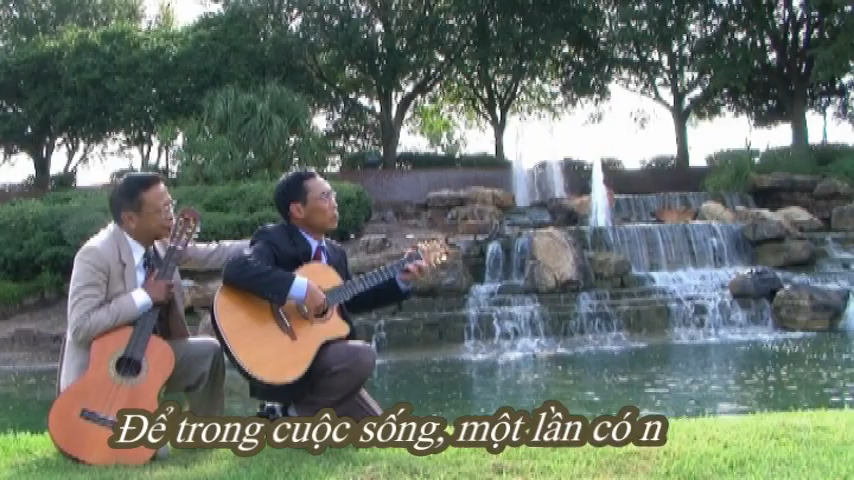 Để trong cuộc sống, một lần có n